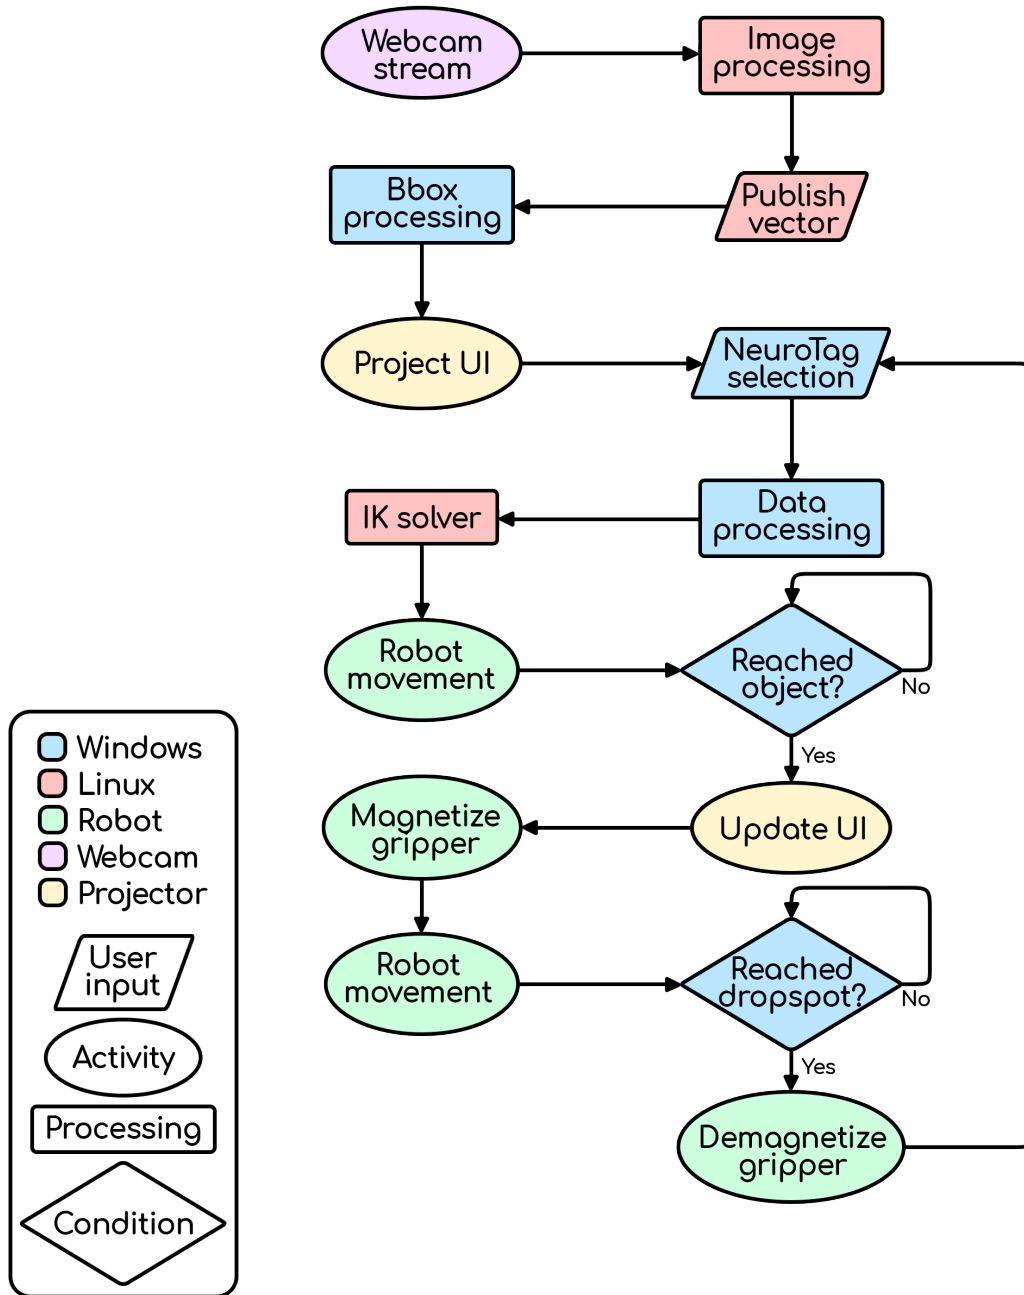 Webcam
stream
Image
processing
Bbox
processing
Publish
vector
Project UI
NeuroTag
selection
IK solver
Data
processing
Robot
movement
Reached
object?
No
Yes
Magnetize
gripper
Update UI
Robot
movement
Reached
dropspot?
No
Yes
Demagnetize
gripper
Windows
Linux
Robot
Webcam
Projector
User
input
Activity
Processing
Condition